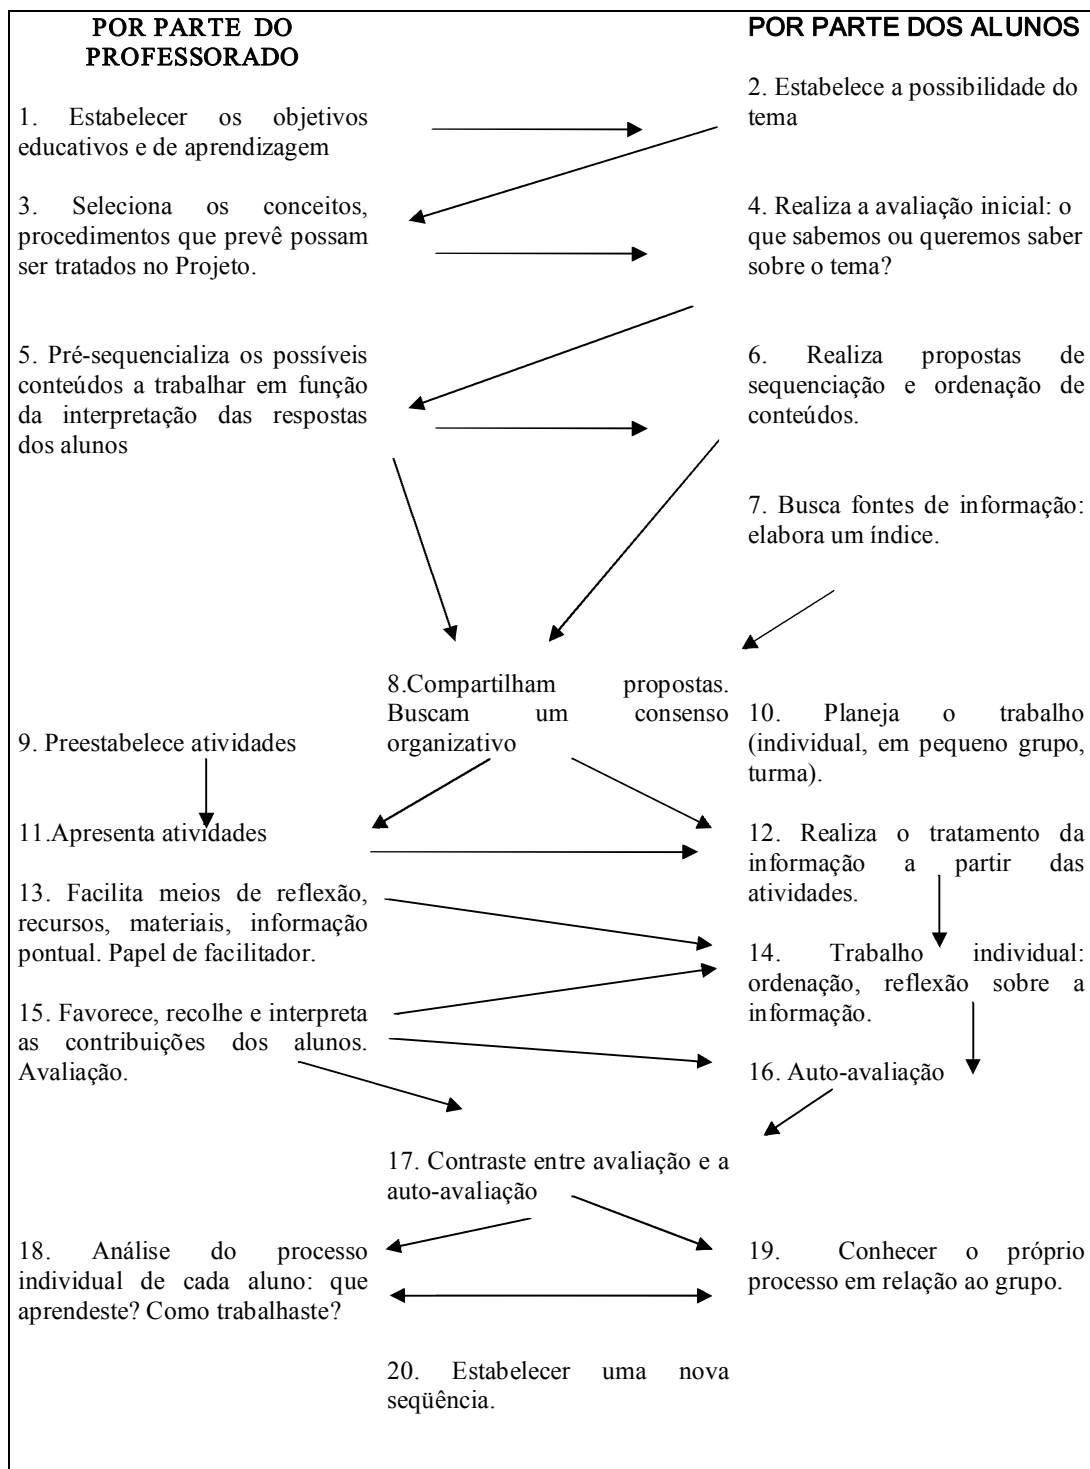 POR PARTE DO
PROFESSORADO
POR PARTE DOS ALUNOS
1. Estabelecer os objetivos
educativos e de aprendizagem
2. Estabelece a possibilidade do
tema
3. Seleciona os conceitos,
procedimentos que prevê possam
ser tratados no Projeto.
4. Realiza a avaliação inicial: o
que sabemos ou queremos saber
sobre o tema?
5. Pré-sequencializa os possíveis
conteúdos a trabalhar em função
da interpretação das respostas
dos alunos
6. Realiza propostas de
sequenciação e ordenação de
conteúdos.
7. Busca fontes de informação:
elabora um índice.
8.Compartilham propostas.
Buscam um consenso
organizativo
9. Preestabelece atividades
10. Planeja o trabalho
(individual, em pequeno grupo,
turma).
11.Apresenta atividades
12. Realiza o tratamento da
informação a partir das
atividades.
13. Facilita meios de reflexão,
recursos, materiais, informação
pontual. Papel de facilitador.
14. Trabalho individual:
ordenação, reflexão sobre a
informação.
15. Favorece, recolhe e interpreta
as contribuições dos alunos.
Avaliação.
16. Auto-avaliação
17. Contraste entre avaliação e a
auto-avaliação
18. Análise do processo
individual de cada aluno: que
aprendeste? Como trabalhaste?
19. Conhecer o próprio
processo em relação ao grupo.
20. Estabelecer uma nova
seqüência.